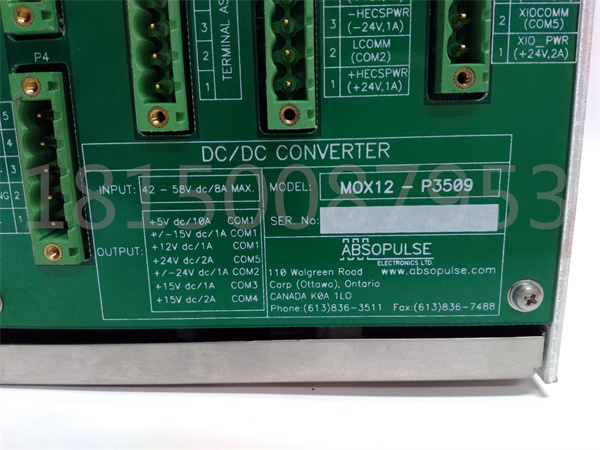 -HECSPWR
(-24V,1A)
LCOMM
(COM2)
+HECSPWR
(+24V,1A)
3
2
1
TERMINAL
3
2
1
XIOCOMM
(COM5)
XIO_PWR
(+24V,2A)
2
1
P4
5
4
3
2
1
DC/DC CONVERTER
INPUT: 42 - 58V dc/8A MAX.
MODEL: MOX12 - P3509
SER. No:
OUTPUT:
+5V dc/10A COM1
+/-15V dc/1A COM1
+12V dc/1A COM1
+24V dc/2A COM5
+/-24V dc/1A COM2
+15V dc/1A COM3
+15V dc/2A COM4
ABSOPULSE
ELECTRONICS LTD.
110 Walgreen Road www.absopulse.com
Carp (Ottawa), Ontario
CANADA K0A 1L0
Phone:(613)836-3511 Fax:(613)836-7488
18150087953